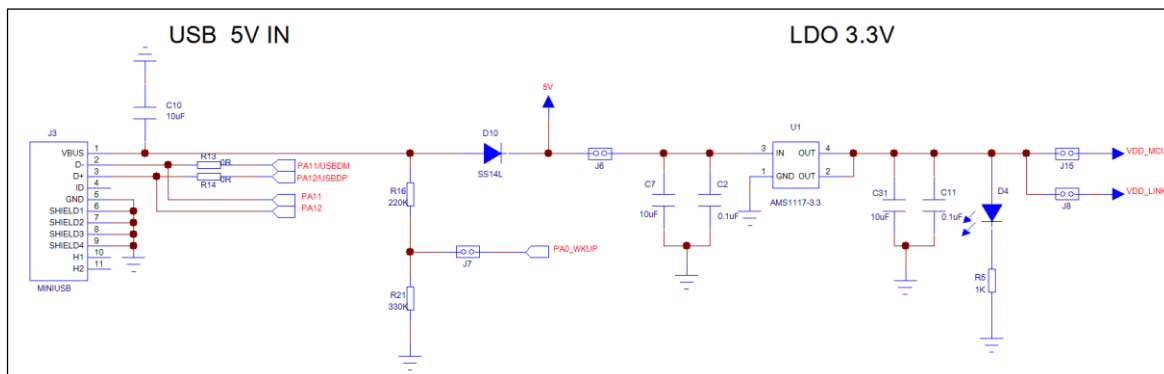 USB 5V IN
LDO 3.3V
C10
10uF
J3
VBUS 1
D- 2
D+ 3
ID 4
GND 5
SHIELD1 6
SHIELD2 7
SHIELD3 8
SHIELD4 9
H1 10
H2 11
MINIUSB
R13
0R
R14
0R
PA11/USBDM
PA12/USBDP
PA11
PA12
D10
SS14L
5V
J6
R16
220K
J7
PA0_WKUP
R21
330K
C7
10uF
C2
0.1uF
U1
3 IN OUT 4
1 GND OUT 2
AMS1117-3.3
C31
10uF
C11
0.1uF
D4
R5
1K
J15
VDD_MCU
J8
VDD_LINK